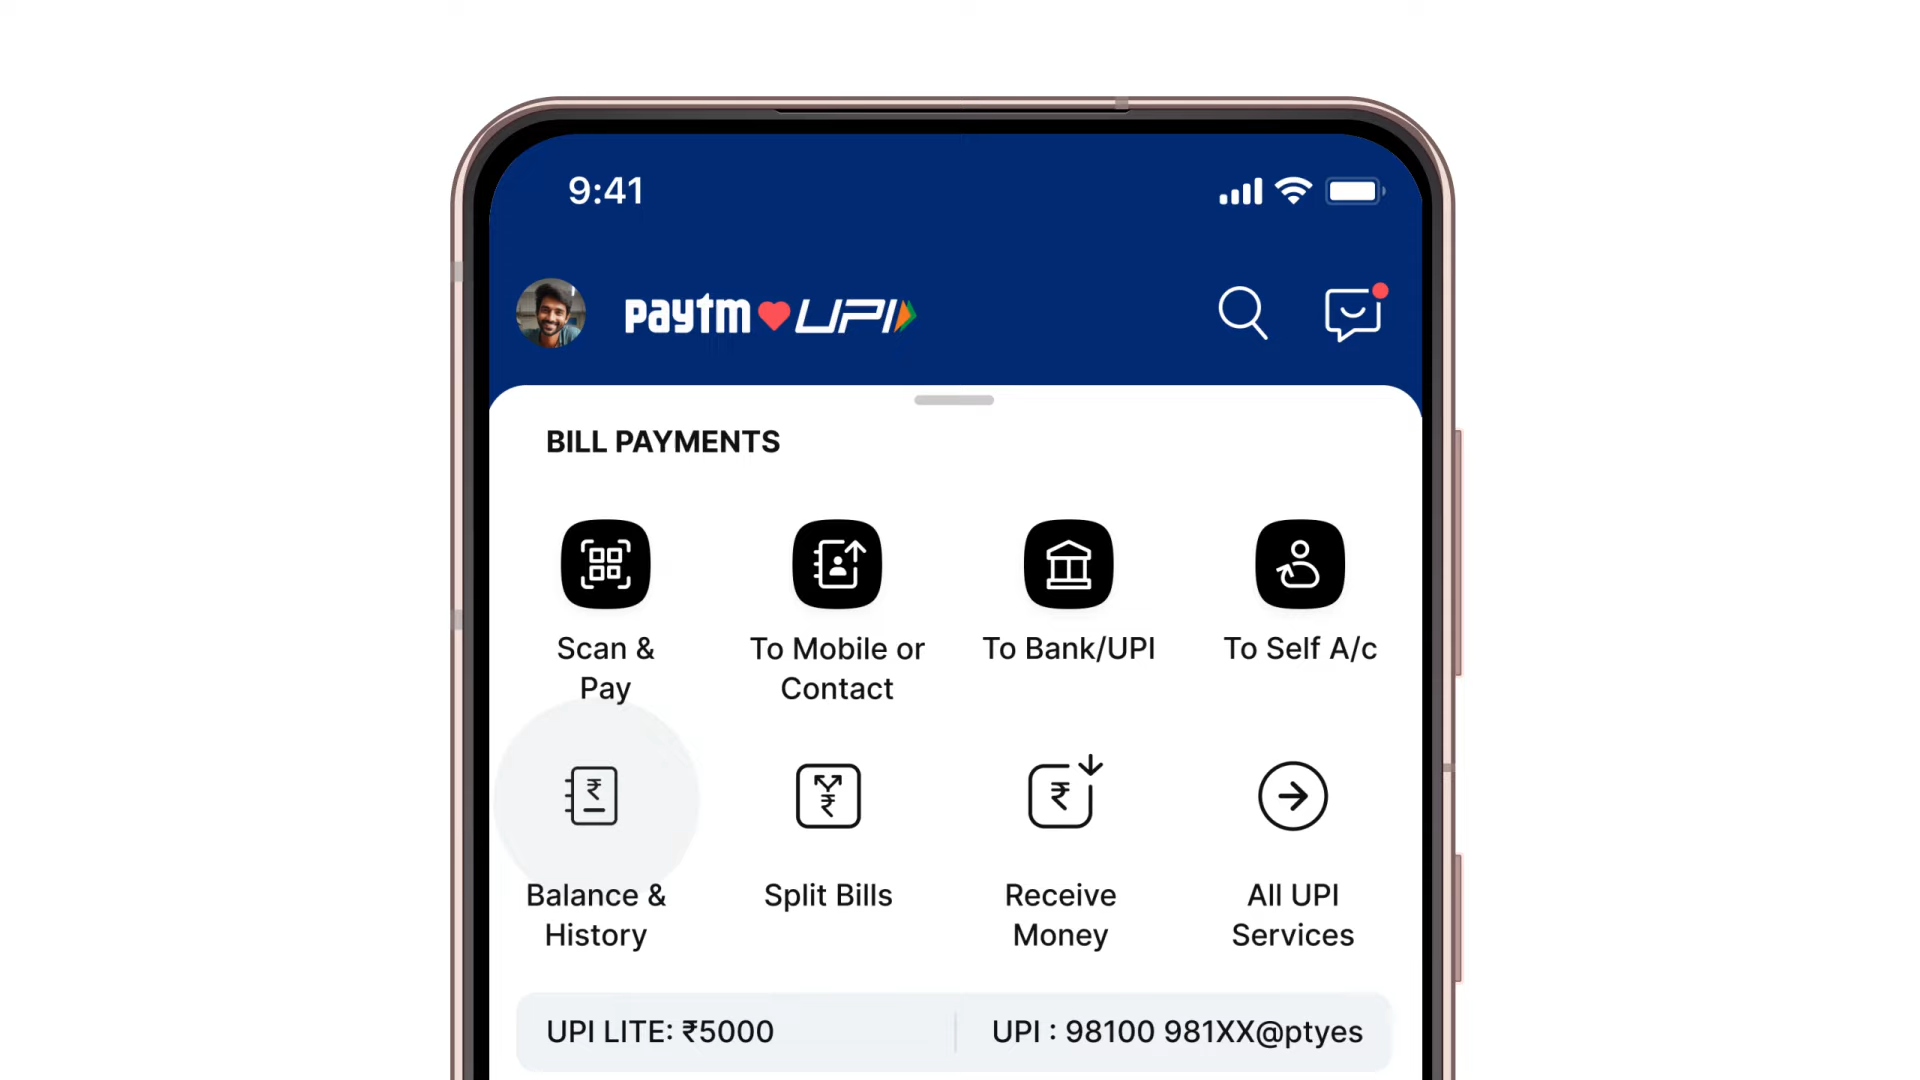 9:41
paytm UPI
BILL PAYMENTS
Scan &
Pay
To Mobile or
Contact
To Bank/UPI
To Self A/c
Balance &
History
Split Bills
Receive
Money
All UPI
Services
UPI LITE: ₹5000
UPI : 98100 981XX@ptyes